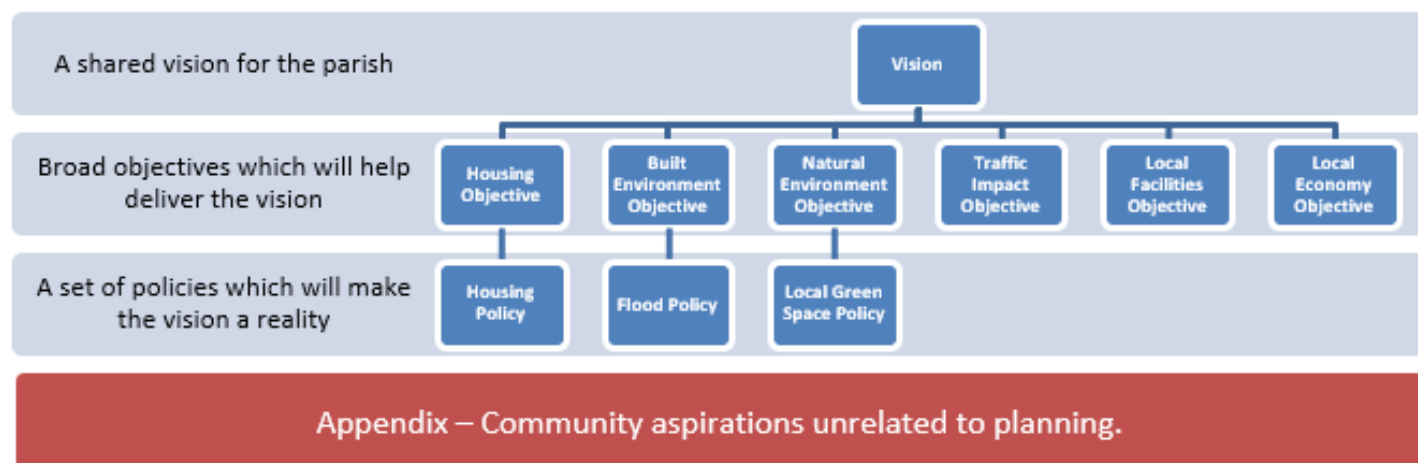 A shared vision for the parish
Vision
Broad objectives which will help
deliver the vision
Housing
Objective
Built
Environment
Objective
Natural
Environment
Objective
Traffic
Impact
Objective
Local
Facilities
Objective
Local
Economy
Objective
A set of policies which will make
the vision a reality
Housing
Policy
Flood Policy
Local Green
Space Policy
Appendix – Community aspirations unrelated to planning.